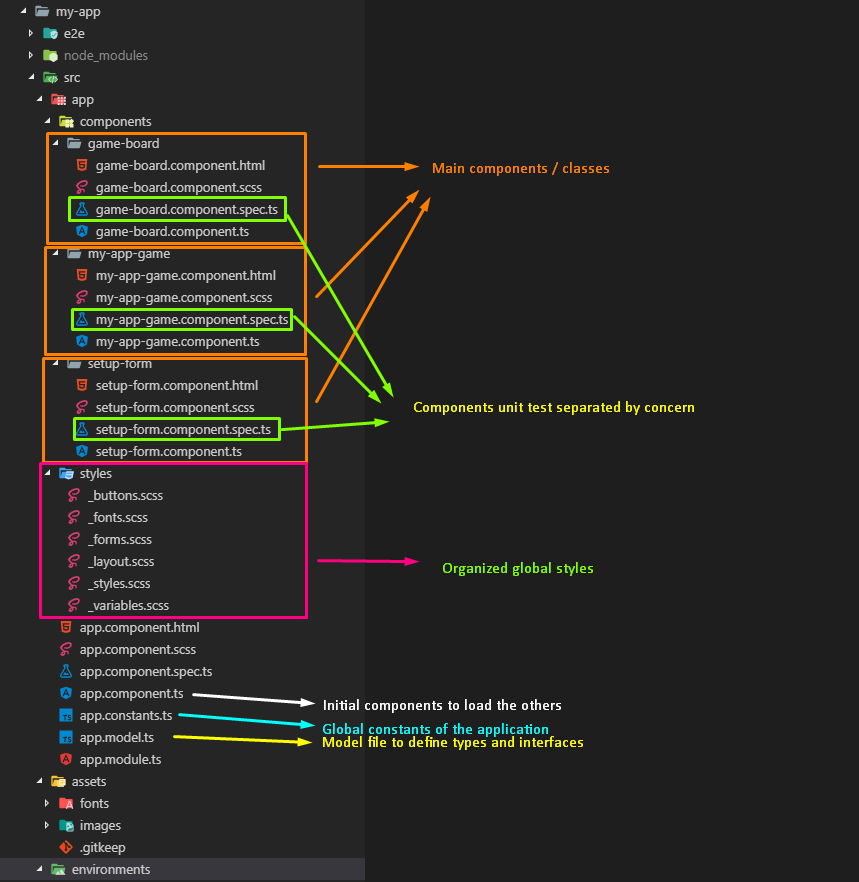 my-app
e2e
node_modules
src
app
components
game-board
game-board.component.html
Main components / classes
game-board.component.scss
game-board.component.spec.ts
game-board.component.ts
my-app-game
my-app-game.component.html
my-app-game.component.scss
my-app-game.component.spec.ts
my-app-game.component.ts
setup-form
setup-form.component.html
setup-form.component.scss
Components unit test separated by concern
setup-form.component.spec.ts
setup-form.component.ts
styles
_buttons.scss
_fonts.scss
_forms.scss
_layout.scss
Organized global styles
_styles.scss
_variables.scss
app.component.html
app.component.scss
app.component.spec.ts
app.component.ts
Initial components to load the others
app.constants.ts
Global constants of the application
app.model.ts
Model file to define types and interfaces
app.module.ts
assets
fonts
images
.gitkeep
environments